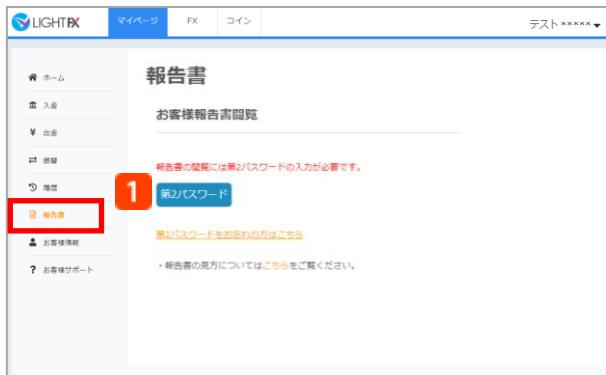 LIGHT FX
マイページ
FX
コイン
テスト *****
ホーム
入金
出金
振替
履歴
報告書
お客様情報
お客様サポート
報告書
お客様報告書閲覧
報告書の閲覧には第2パスワードの入力が必要です。
1
第2パスワード
第2パスワードをお忘れの方はこちら
・報告書の見方についてはこちらをご覧ください。